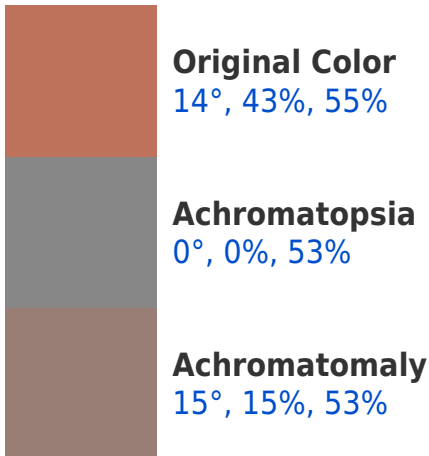 Original Color
14°, 43%, 55%
Achromatopsia
0°, 0%, 53%
Achromatomaly
15°, 15%, 53%